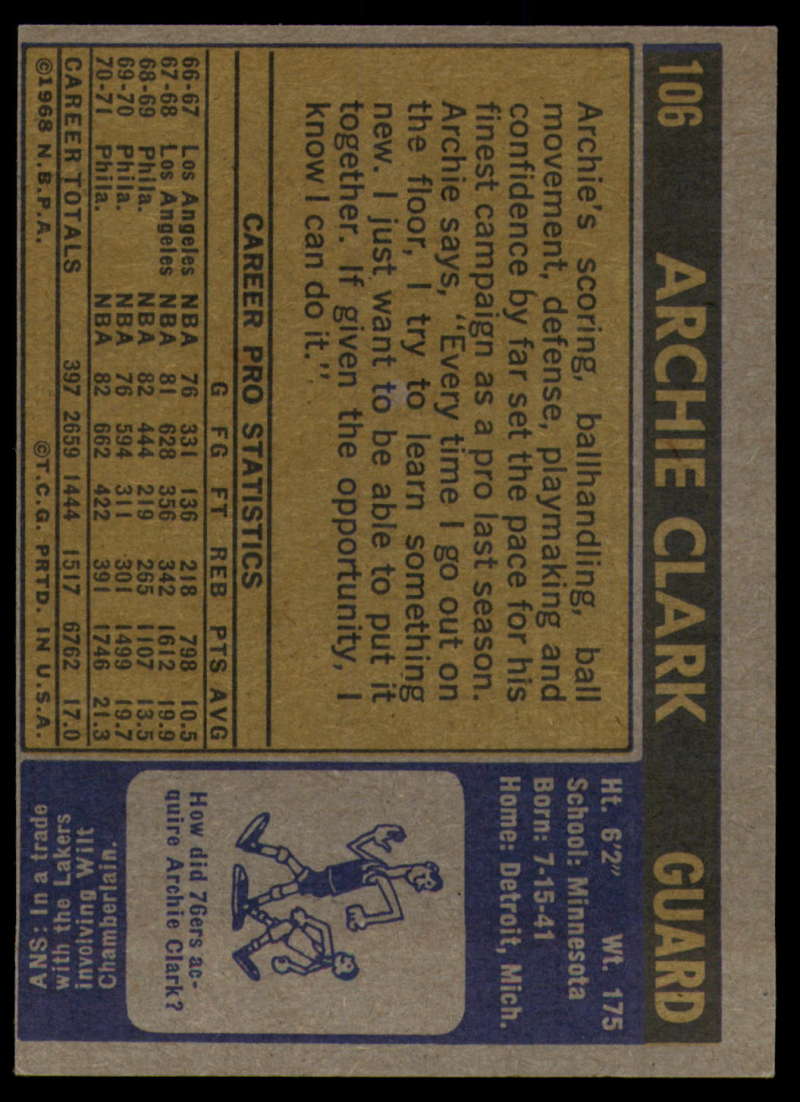 106 ARCHIE CLARK GUARD
Archie's scoring, ballhandling, ball
movement, defense, playmaking and
confidence by far set the pace for his
finest campaign as a pro last season.
Archie says, "Every time I go out on
the floor, I try to learn something
new. I just want to be able to put it
together. If given the opportunity, I
know I can do it."
CAREER PRO STATISTICS
G FG FT REB PTS AVG
66-67 Los Angeles NBA 76 331 136 218 798 10.5
67-68 Los Angeles NBA 81 628 356 342 1612 19.9
68-69 Phila. NBA 82 444 219 265 1107 13.5
69-70 Phila. NBA 76 594 311 301 1499 19.7
70-71 Phila. NBA 82 662 422 391 1746 21.3
CAREER TOTALS 397 2659 1444 1517 6762 17.0
©1968 N.B.P.A. ©T.C.G. PRTD. IN U.S.A.
Ht. 6'2" Wt. 175
School: Minnesota
Born: 7-15-41
Home: Detroit, Mich.
How did 76ers ac-
quire Archie Clark?
ANS: In a trade
with the Lakers
involving Wilt
Chamberlain.